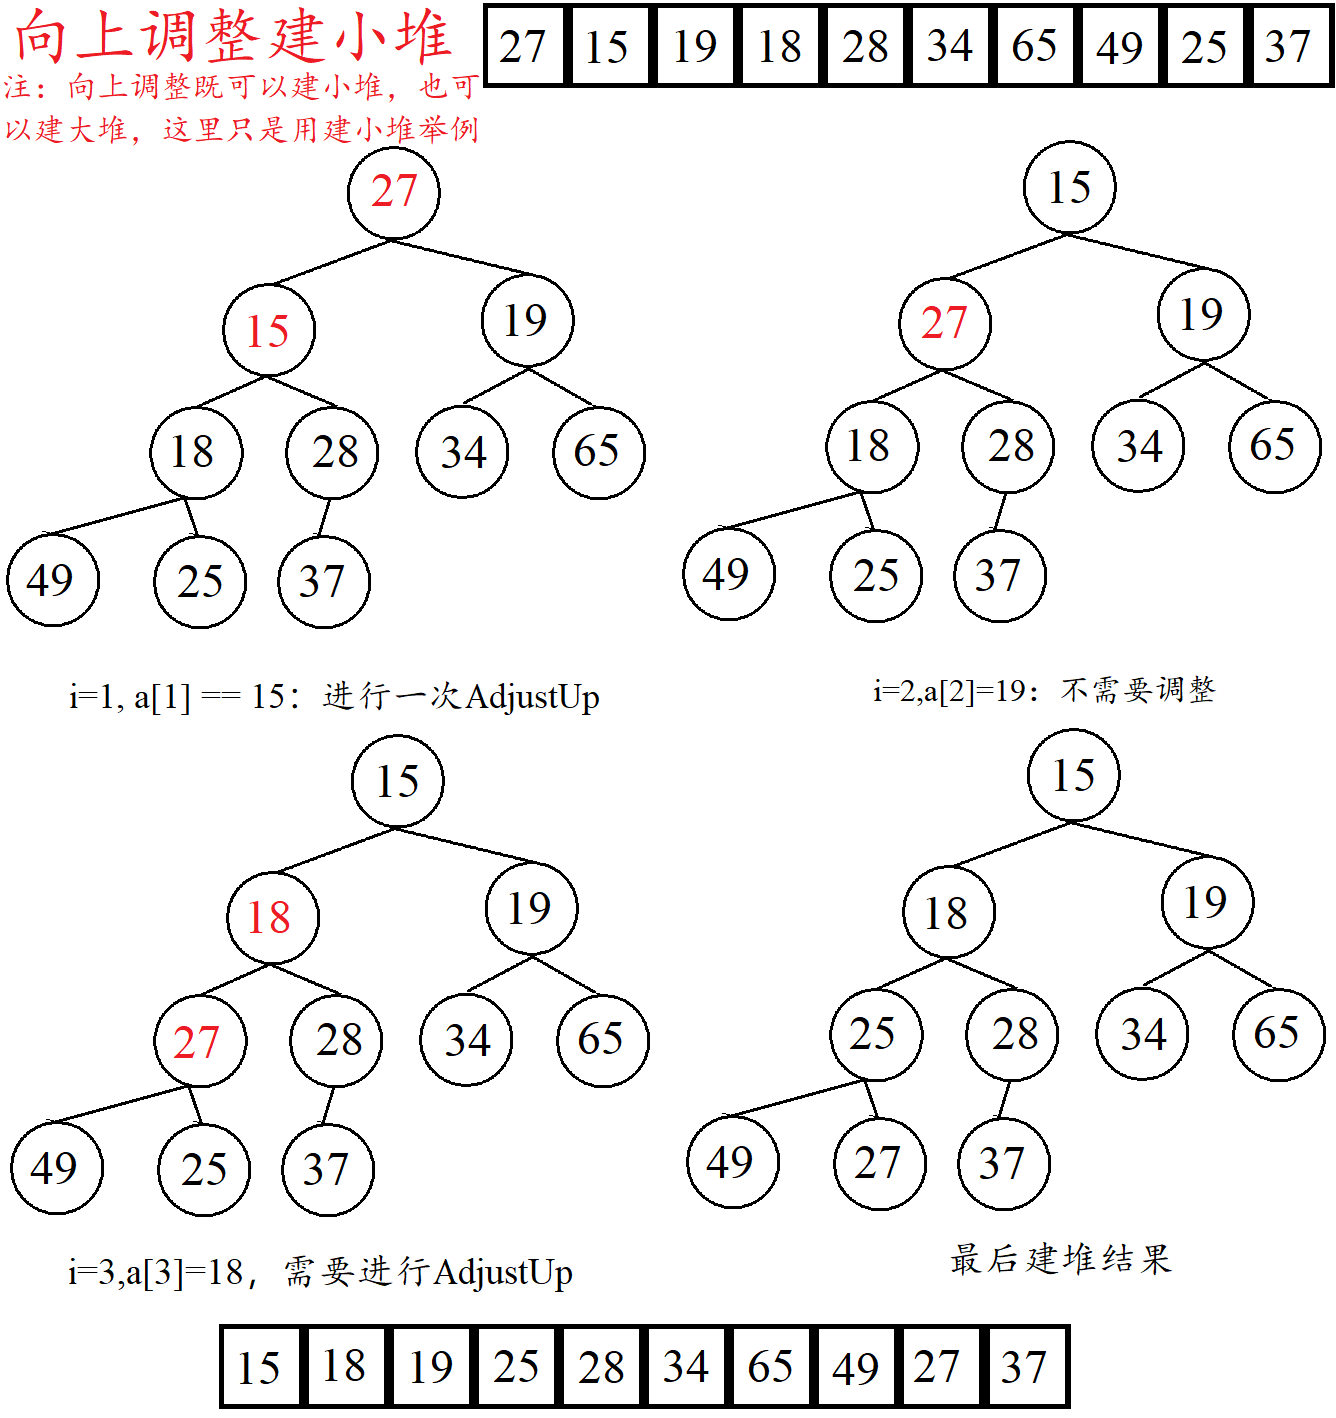 向上调整建小堆
注：向上调整既可以建小堆，也可
以建大堆，这里只是用建小堆举例
27 15 19 18 28 34 65 49 25 37
27
15 19
18 28 34 65
49 25 37
i=1, a[1] == 15：进行一次AdjustUp
15
27 19
18 28 34 65
49 25 37
i=2,a[2]=19：不需要调整
15
18 19
27 28 34 65
49 25 37
i=3,a[3]=18，需要进行AdjustUp
15
18 19
25 28 34 65
49 27 37
最后建堆结果
15 18 19 25 28 34 65 49 27 37